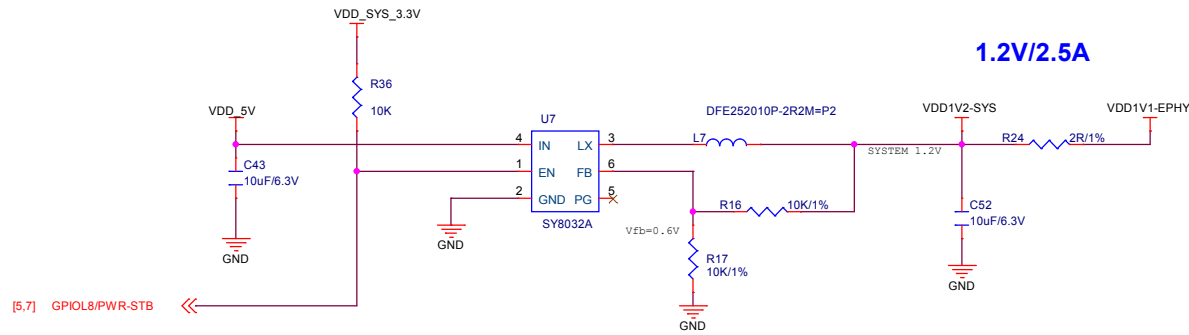 VDD_SYS_3.3V
1.2V/2.5A
R36
10K
VDD_5V
U7
DFE252010P-2R2M=P2
VDD1V2-SYS
VDD1V1-EPHY
4 IN LX 3
L7
R24 2R/1%
SYSTEM 1.2V
C43
10uF/6.3V
1 EN FB 6
2 GND PG 5
R16 10K/1%
C52
10uF/6.3V
SY8032A
Vfb=0.6V
GND
GND
R17
10K/1%
GND
GND
[5,7] GPIOL8/PWR-STB
GND